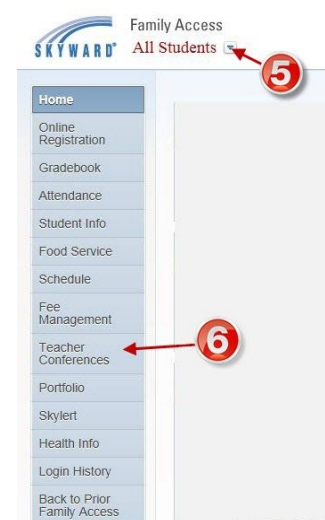 Family Access
SKYWARD®
All Students
5
Home
Online
Registration
Gradebook
Attendance
Student Info
Food Service
Schedule
Fee
Management
Teacher
Conferences
6
Portfolio
Skylert
Health Info
Login History
Back to Prior
Family Access